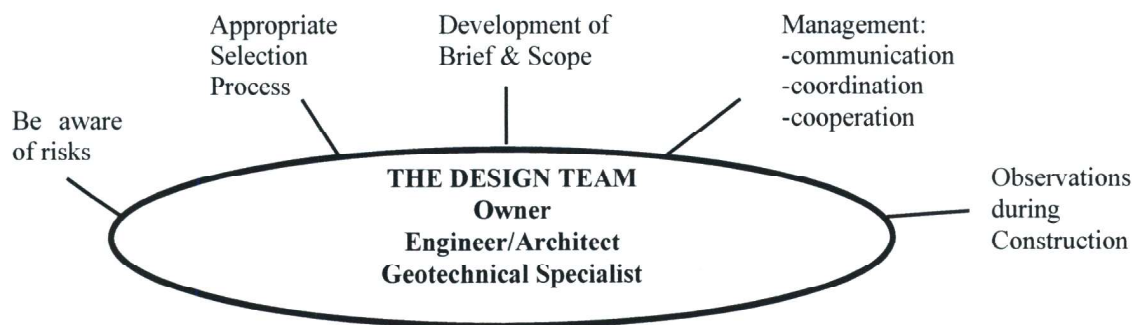 Be aware
of risks
Appropriate
Selection
Process
Development of
Brief & Scope
Management:
-communication
-coordination
-cooperation
Observations
during
Construction
THE DESIGN TEAM
Owner
Engineer/Architect
Geotechnical Specialist